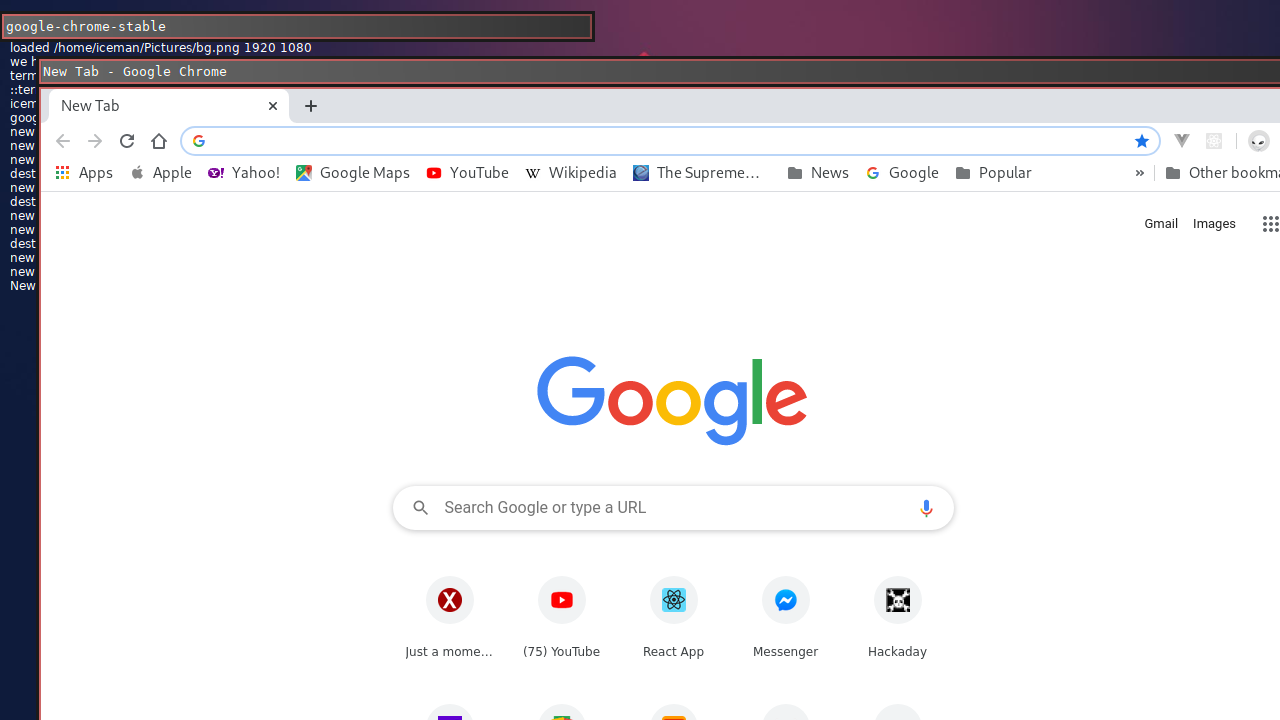 google-chrome-stable
loaded /home/iceman/Pictures/bg.png 1920 1080
we h
term
::ter
icem
goog
new
new
new
dest
new
dest
new
new
dest
new
new
New
New Tab - Google Chrome
New Tab
Apps Apple Yahoo! Google Maps YouTube Wikipedia The Supreme… News Google Popular » Other bookma
Gmail Images
Google
Search Google or type a URL
Just a mome... (75) YouTube React App Messenger Hackaday